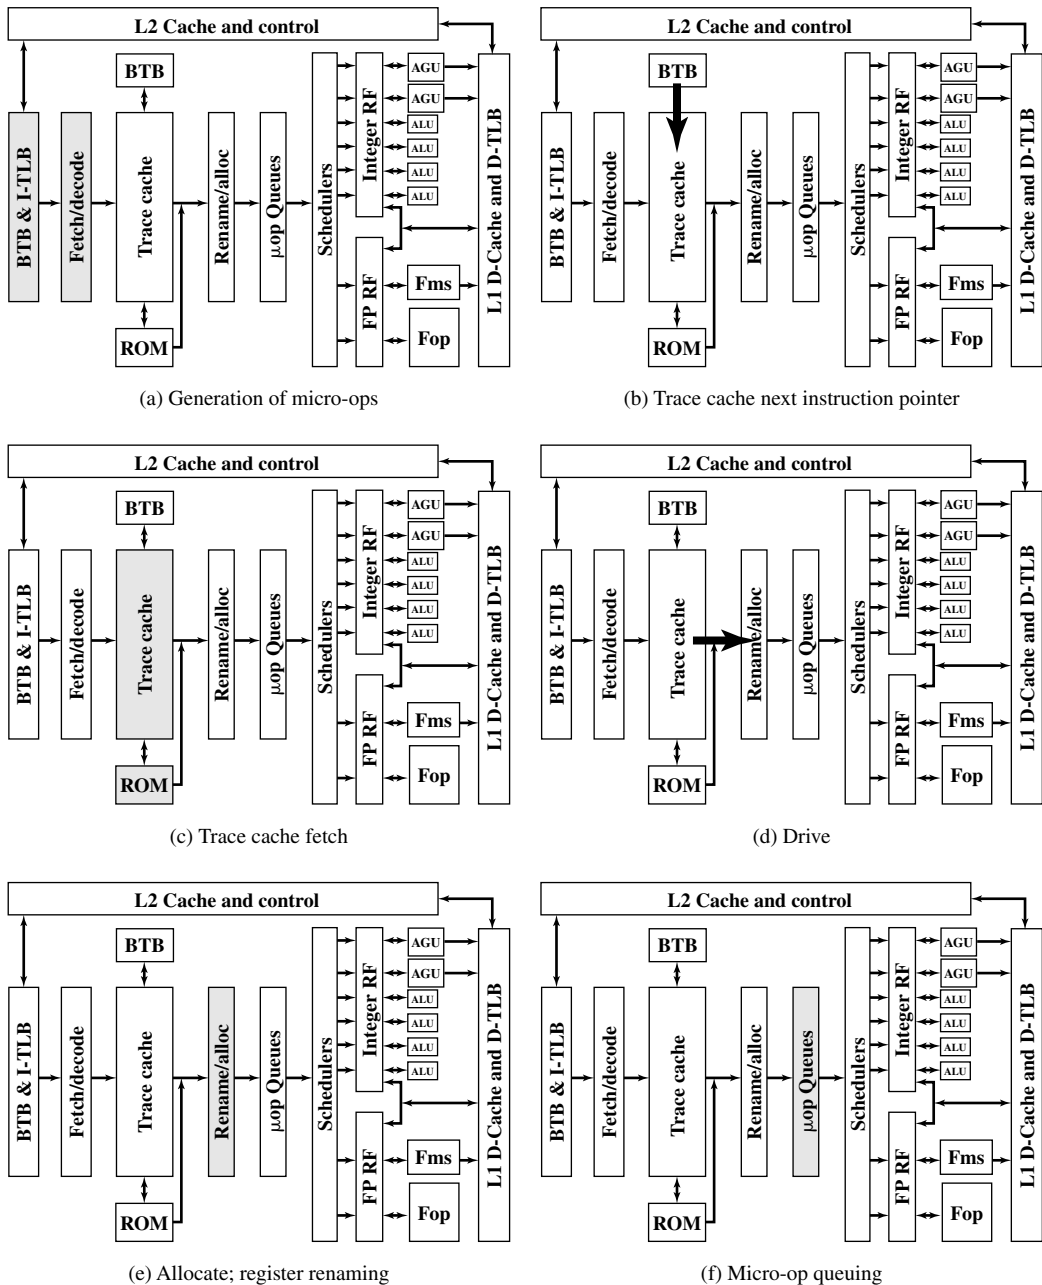 L2 Cache and control
BTB
BTB & I-TLB
Fetch/decode
Trace cache
ROM
Rename/alloc
μop Queues
Schedulers
Integer RF
FP RF
AGU
AGU
ALU
ALU
ALU
ALU
Fms
Fop
L1 D-Cache and D-TLB
(a) Generation of micro-ops
L2 Cache and control
BTB
BTB & I-TLB
Fetch/decode
Trace cache
ROM
Rename/alloc
μop Queues
Schedulers
Integer RF
FP RF
AGU
AGU
ALU
ALU
ALU
ALU
Fms
Fop
L1 D-Cache and D-TLB
(b) Trace cache next instruction pointer
L2 Cache and control
BTB
BTB & I-TLB
Fetch/decode
Trace cache
ROM
Rename/alloc
μop Queues
Schedulers
Integer RF
FP RF
AGU
AGU
ALU
ALU
ALU
ALU
Fms
Fop
L1 D-Cache and D-TLB
(c) Trace cache fetch
L2 Cache and control
BTB
BTB & I-TLB
Fetch/decode
Trace cache
ROM
Rename/alloc
μop Queues
Schedulers
Integer RF
FP RF
AGU
AGU
ALU
ALU
ALU
ALU
Fms
Fop
L1 D-Cache and D-TLB
(d) Drive
L2 Cache and control
BTB
BTB & I-TLB
Fetch/decode
Trace cache
ROM
Rename/alloc
μop Queues
Schedulers
Integer RF
FP RF
AGU
AGU
ALU
ALU
ALU
ALU
Fms
Fop
L1 D-Cache and D-TLB
(e) Allocate; register renaming
L2 Cache and control
BTB
BTB & I-TLB
Fetch/decode
Trace cache
ROM
Rename/alloc
μop Queues
Schedulers
Integer RF
FP RF
AGU
AGU
ALU
ALU
ALU
ALU
Fms
Fop
L1 D-Cache and D-TLB
(f) Micro-op queuing